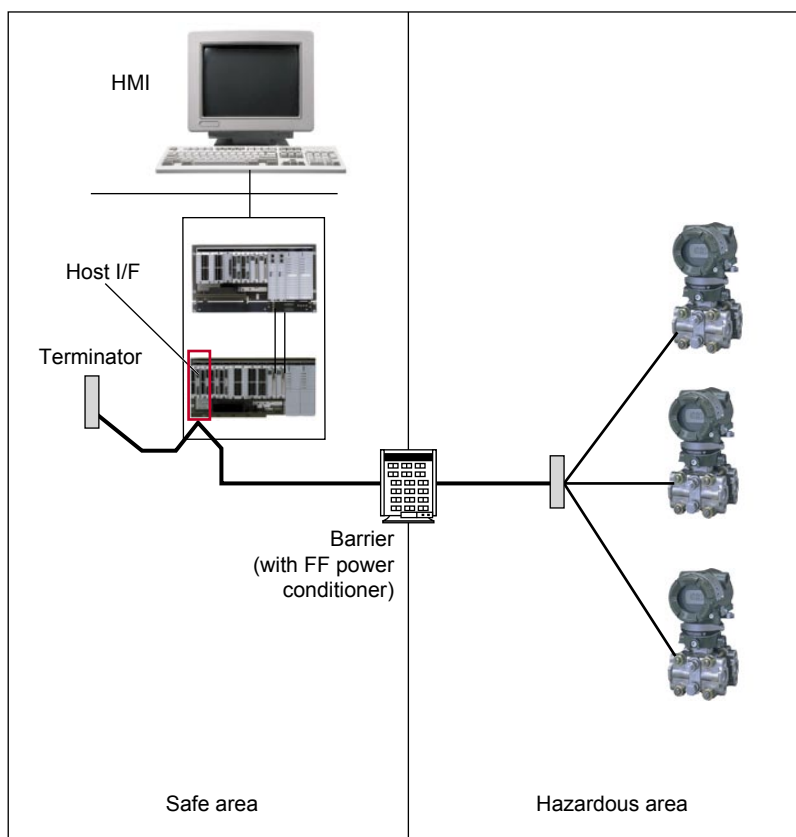 HMI
Host I/F
Terminator
Barrier
(with FF power
conditioner)
Safe area
Hazardous area